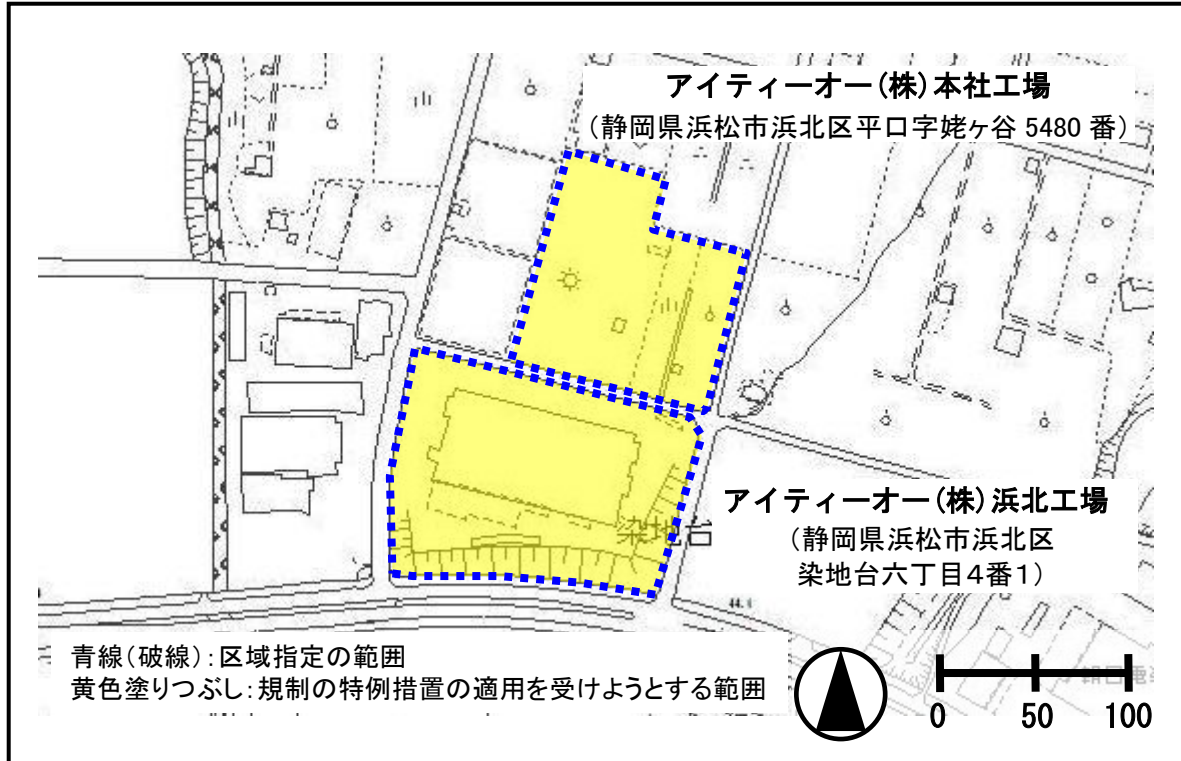 アイティーオー(株)本社工場
(静岡県浜松市浜北区平口字姥ヶ谷 5480 番)
染地台
アイティーオー(株)浜北工場
(静岡県浜松市浜北区
染地台六丁目4番1)
44.1
青線(破線):区域指定の範囲
黄色塗りつぶし:規制の特例措置の適用を受けようとする範囲
0 50 100